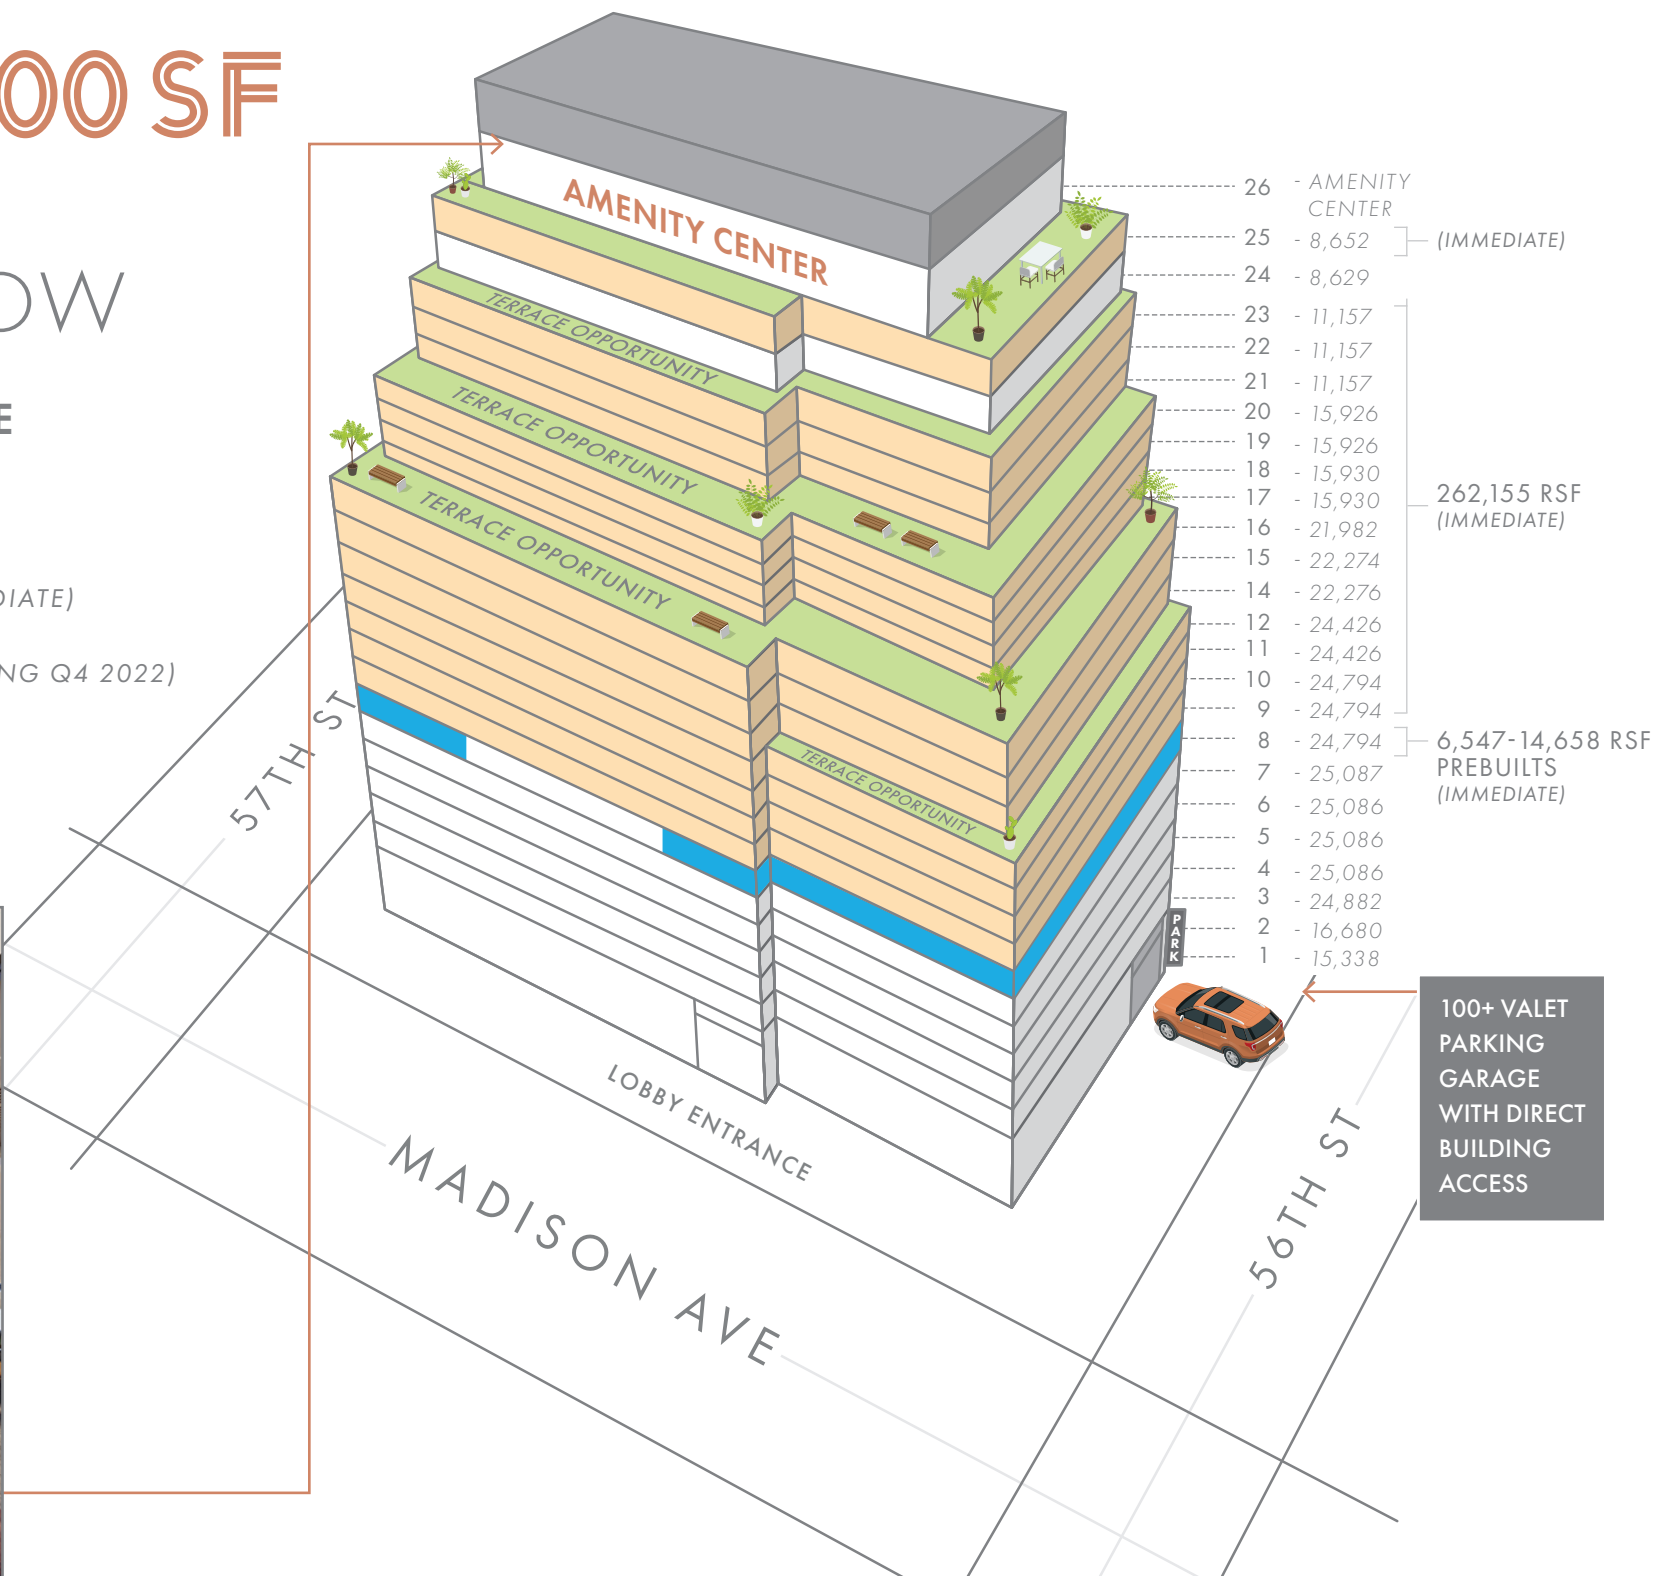 00 SF
OW
E
DIATE)
NG Q4 2022)
AMENITY CENTER
TERRACE OPPORTUNITY
TERRACE OPPORTUNITY
TERRACE OPPORTUNITY
TERRACE OPPORTUNITY
26 - AMENITY
CENTER
25 - 8,652 (IMMEDIATE)
24 - 8,629
23 - 11,157
22 - 11,157
21 - 11,157
20 - 15,926
19 - 15,926
18 - 15,930
17 - 15,930
16 - 21,982
15 - 22,274
14 - 22,276
12 - 24,426
11 - 24,426
10 - 24,794
9 - 24,794
262,155 RSF
(IMMEDIATE)
8 - 24,794
6,547-14,658 RSF
PREBUILTS
(IMMEDIATE)
7 - 25,087
6 - 25,086
5 - 25,086
4 - 25,086
3 - 24,882
2 - 16,680
1 - 15,338
PARK
100+ VALET
PARKING
GARAGE
WITH DIRECT
BUILDING
ACCESS
57TH ST
LOBBY ENTRANCE
MADISON AVE
56TH ST